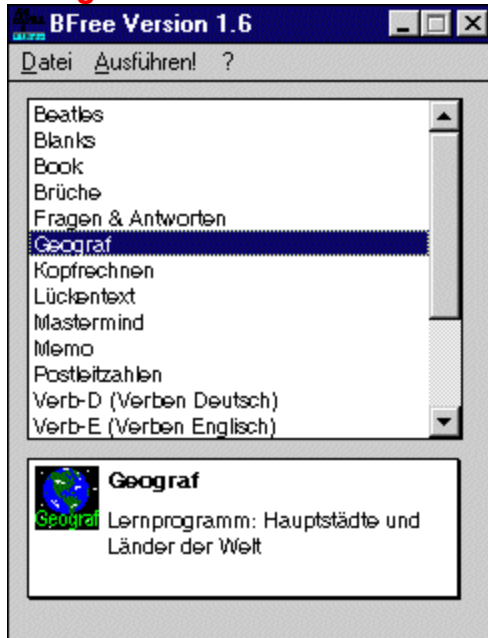 BFree Version 1.6
Datei Ausführen! ?
Beatles
Blanks
Book
Brüche
Fragen & Antworten
Geograf
Kopfrechnen
Lückentext
Mastermind
Memo
Postleitzahlen
Verb-D (Verben Deutsch)
Verb-E (Verben Englisch)
Geograf
Geograf
Lernprogramm: Hauptstädte und
Länder der Welt